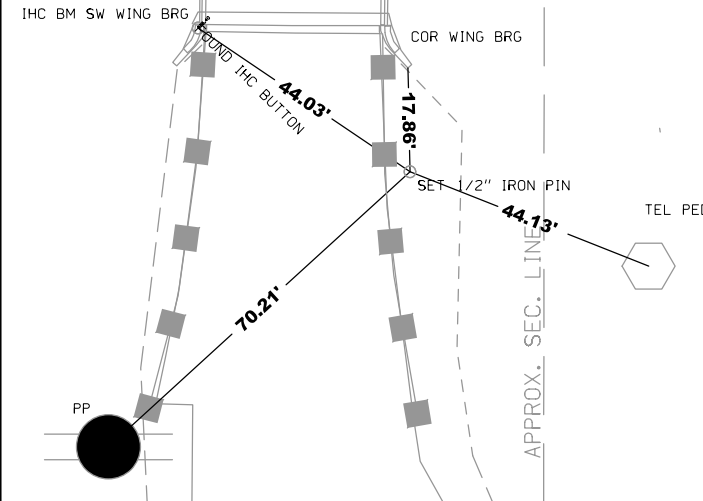 IHC BM SW WING BRG
COR WING BRG
FOUND IHC BUTTON
44.03'
17.86'
SET 1/2" IRON PIN
44.13'
TEL PED
APPROX. SEC. LINE
70.21'
PP